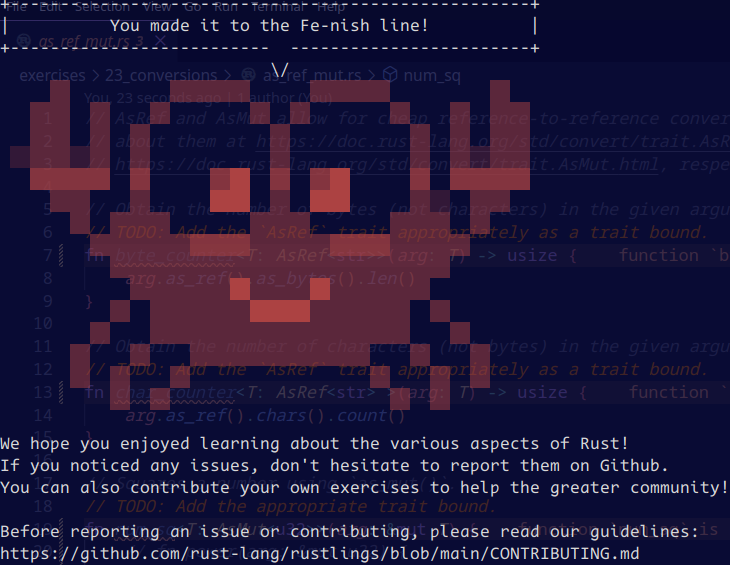 File Edit Selection View Go Run Terminal Help
+-------------------------- --------------------------+
| You made it to the Fe-nish line! |
as_ref_mut.rs 3
+-------------------------- ------------------------+
exercises > 23_conversions > as_ref_mut.rs > num_sq
\/
You, 23 seconds ago | 1 author (You)
1 // AsRef and AsMut allow for cheap reference-to-reference conver
2 // about them at https://doc.rust-lang.org/std/convert/trait.AsR
3 // https://doc.rust-lang.org/std/convert/trait.AsMut.html, respe
5 // Obtain the number of bytes (not characters) in the given argu
6 // TODO: Add the `AsRef` trait appropriately as a trait bound.
7 fn byte_counter<T: AsRef<str>>(arg: T) -> usize { function `b
8 arg.as_ref().as_bytes().len()
9 }
10
11 // Obtain the number of characters (not bytes) in the given argu
12 // TODO: Add the `AsRef` trait appropriately as a trait bound.
13 fn char_counter<T: AsRef<str> >(arg: T) -> usize { function `
14 arg.as_ref().chars().count()
We hope you enjoyed learning about the various aspects of Rust!
If you noticed any issues, don't hesitate to report them on Github.
You can also contribute your own exercises to help the greater community!
// TODO: Add the appropriate trait bound.
Before reporting an issue or contributing, please read our guidelines:
https://github.com/rust-lang/rustlings/blob/main/CONTRIBUTING.md